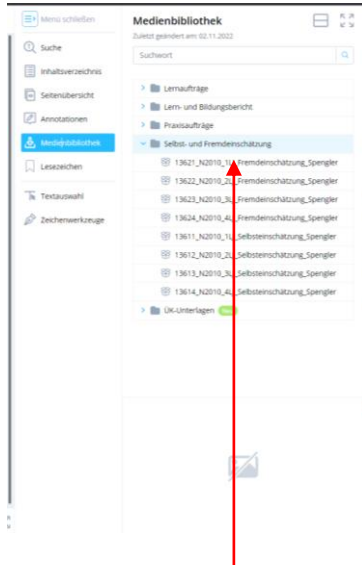 Menü schließen
Suche
Inhaltsverzeichnis
Seitenübersicht
Annotationen
Medienbibliothek
Lesezeichen
Textauswahl
Zeichenwerkzeuge
Medienbibliothek
Zuletzt geändert am: 02.11.2022
Suchwort
Lernaufträge
Lern- und Bildungsbericht
Praxisaufträge
Selbst- und Fremdeinschätzung
13621_N2010_1L_Fremdeinschätzung_Spengler
13622_N2010_2L_Fremdeinschätzung_Spengler
13623_N2010_3L_Fremdeinschätzung_Spengler
13624_N2010_4L_Fremdeinschätzung_Spengler
13611_N2010_1L_Selbsteinschätzung_Spengler
13612_N2010_2L_Selbsteinschätzung_Spengler
13613_N2010_3L_Selbsteinschätzung_Spengler
13614_N2010_4L_Selbsteinschätzung_Spengler
ÜK-Unterlagen